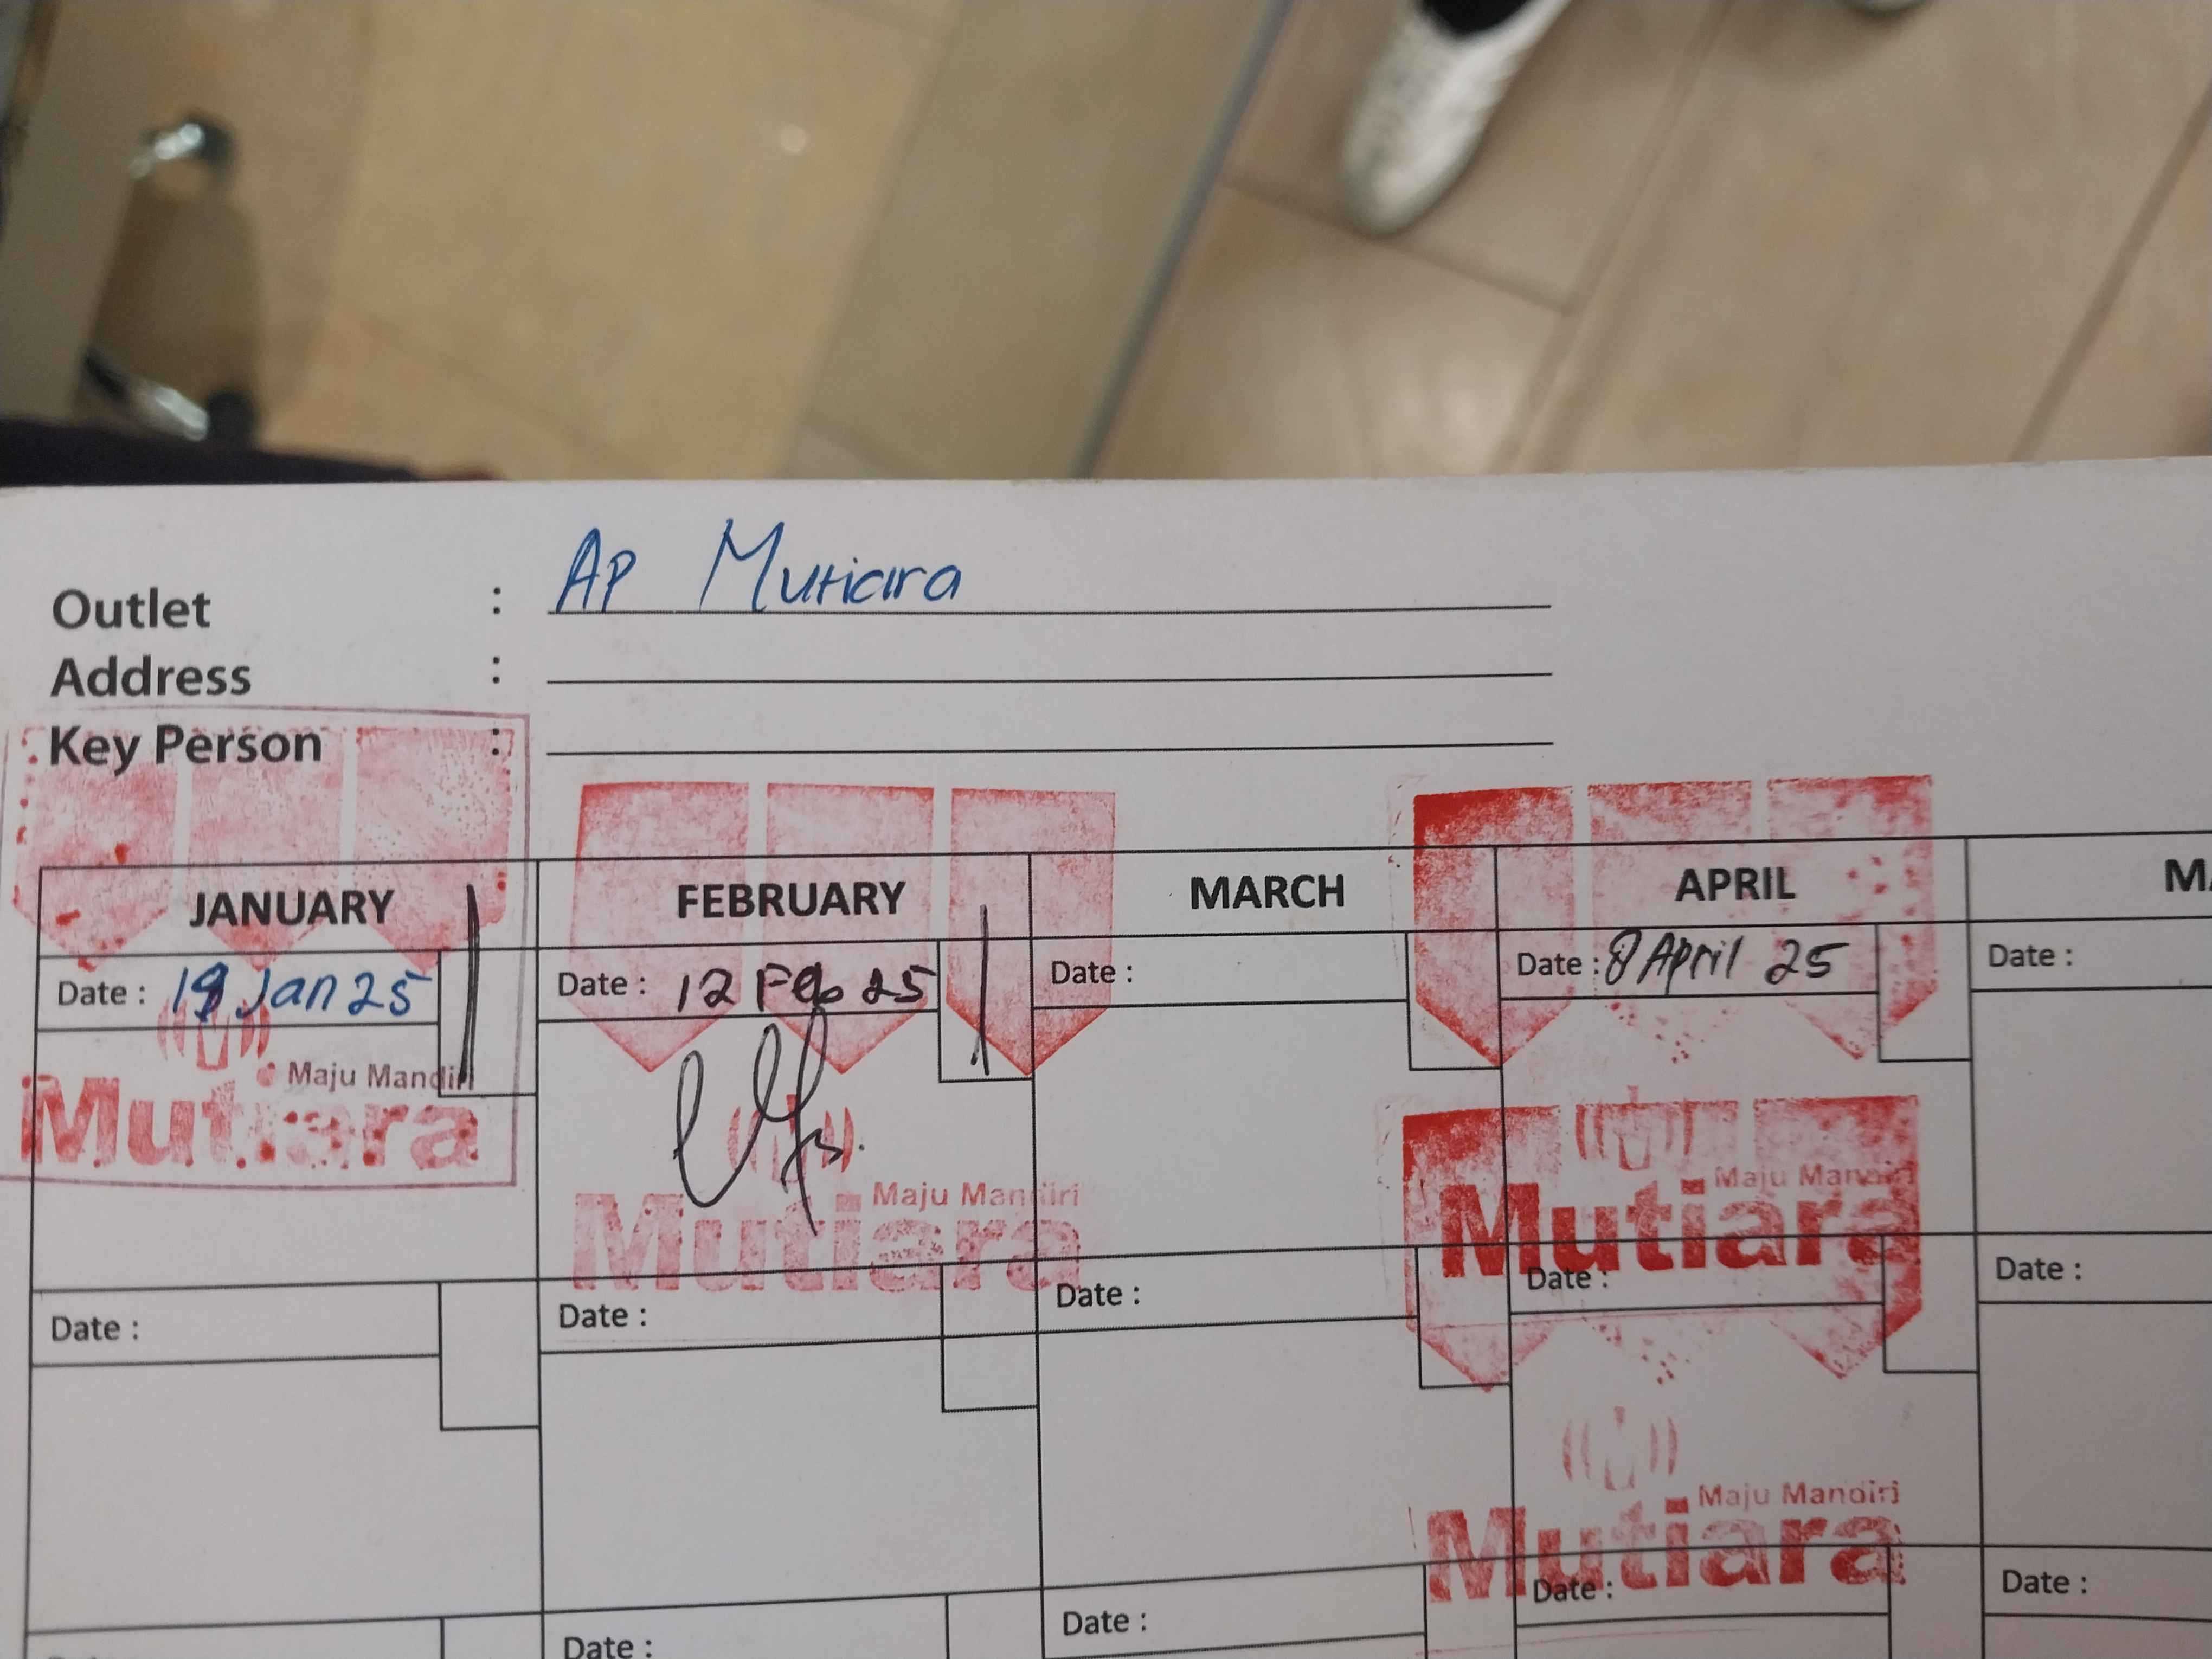 Outlet : AP Mutiara
Address :
Key Person :
JANUARY FEBRUARY MARCH APRIL
Date : Jan 25 Date : 12 Feb 25 Date : Date : 8 April 25 Date :
Maju Mandiri
Mutiara
Maju Mandiri
Mutiara
Maju Mandiri
Mutiara
Date : Date : Date : Date : Date :
Maju Mandiri
Mutiara
Date : Date : Date : Date :